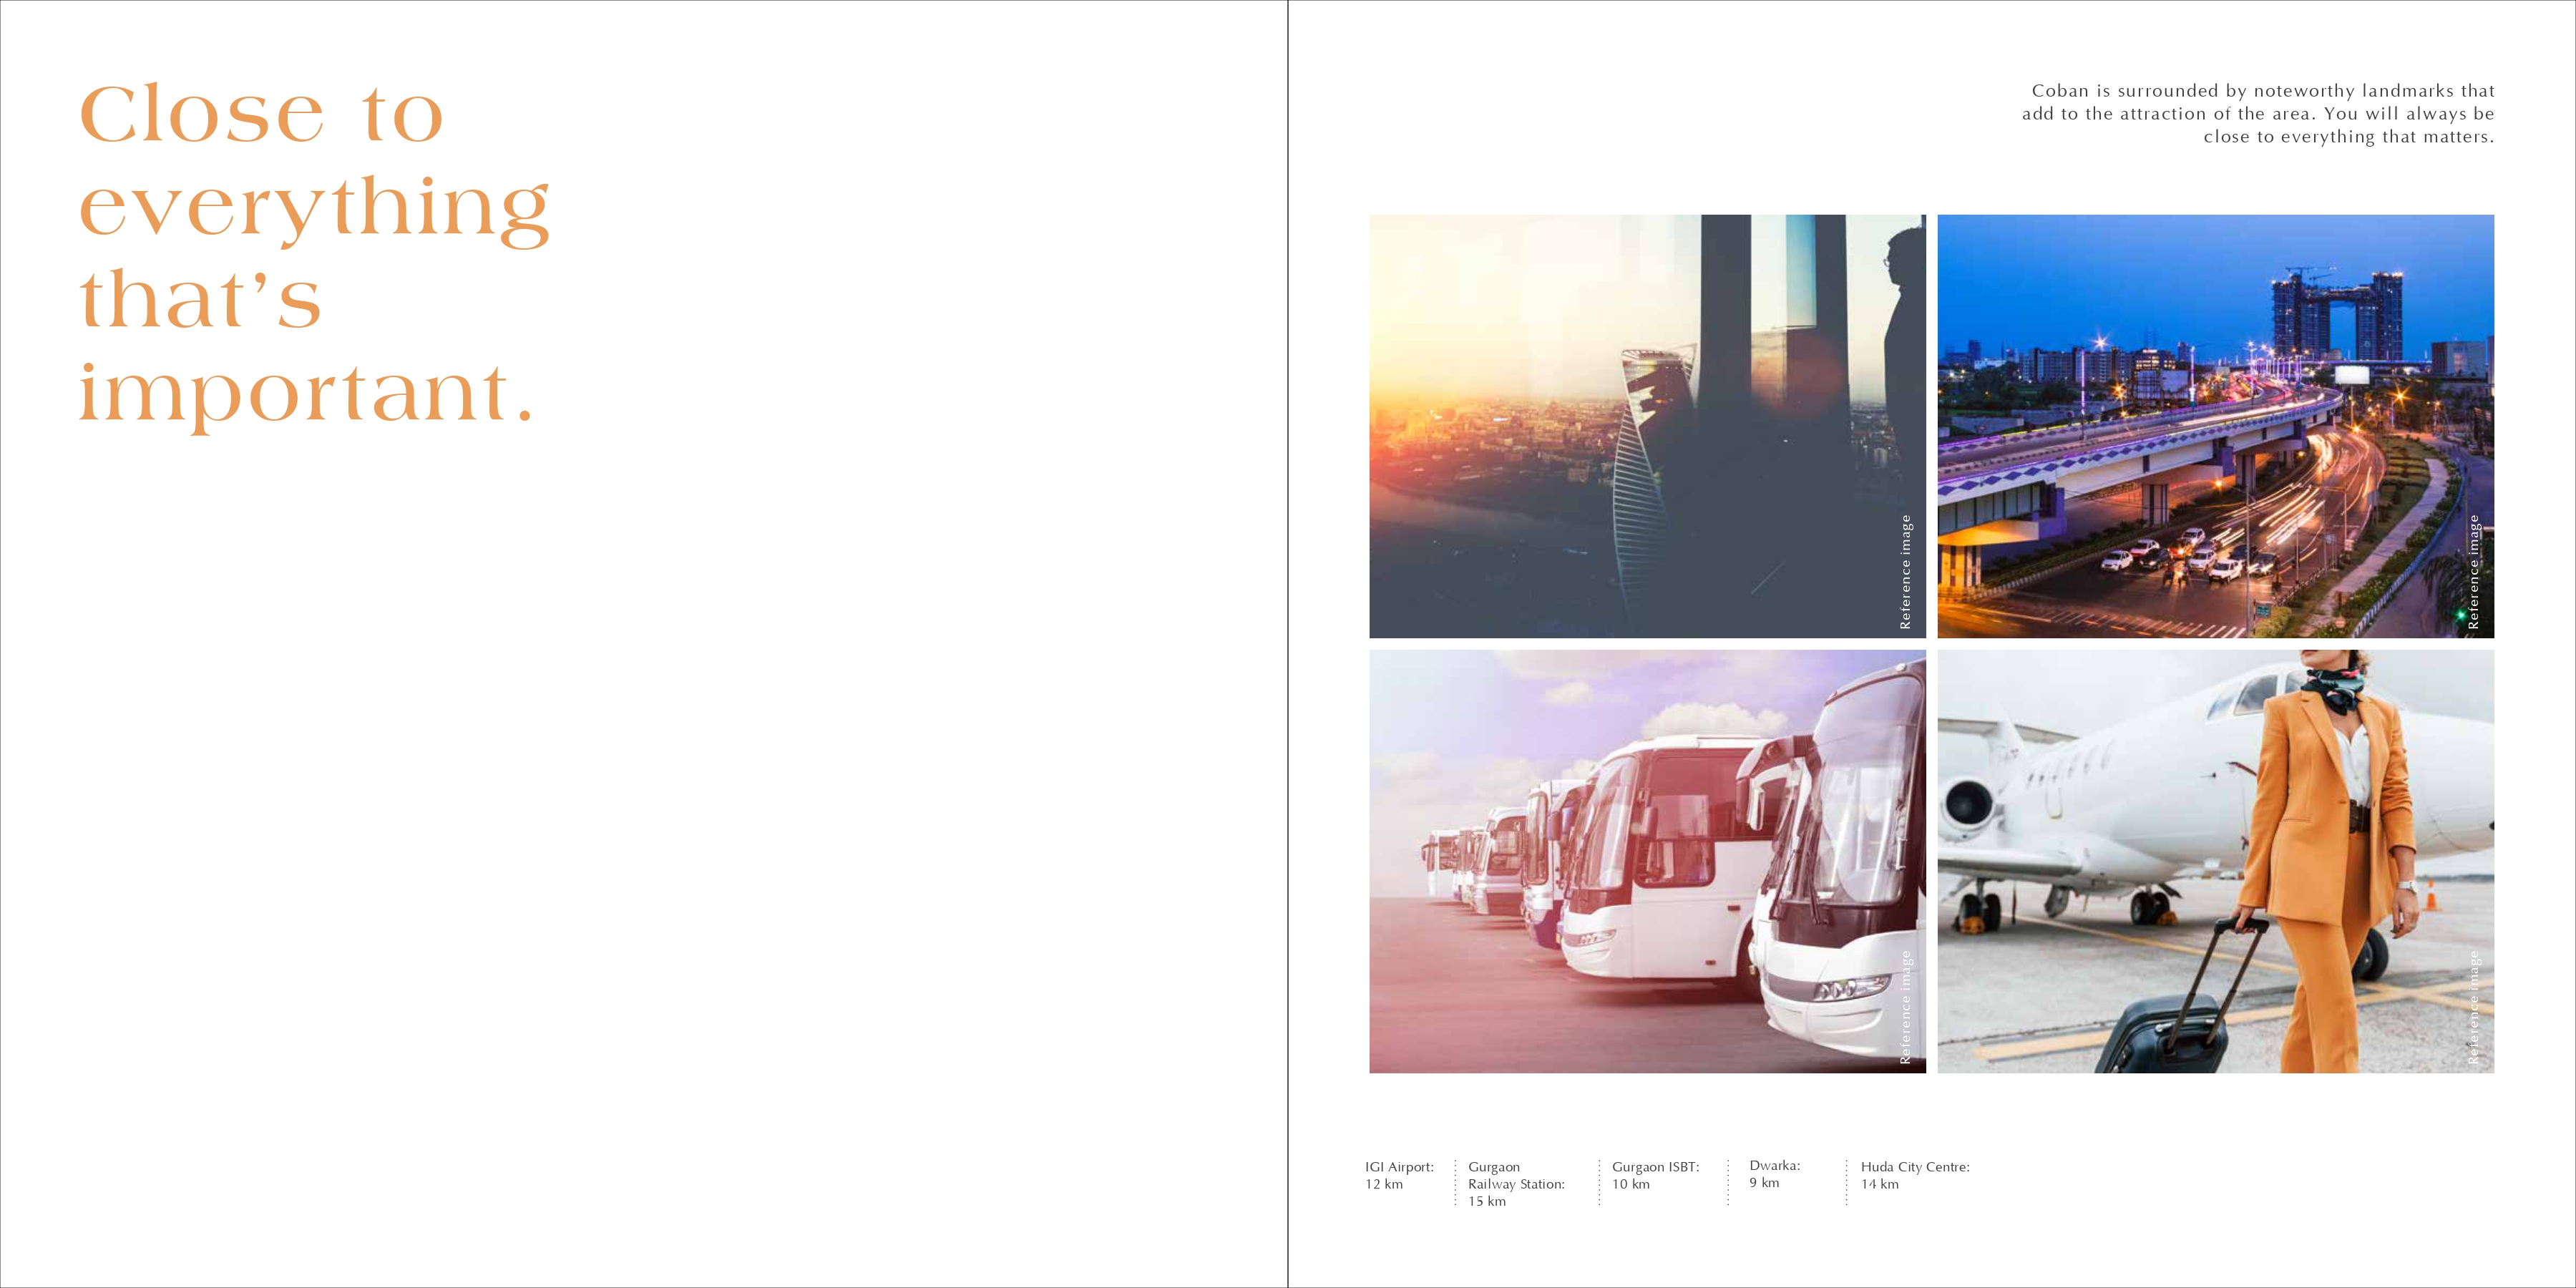 Close to
everything
that’s
important.
Coban is surrounded by noteworthy landmarks that
add to the attraction of the area. You will always be
close to everything that matters.
Reference image
Reference image
Reference image
Reference image
IGI Airport:
12 km
Gurgaon
Railway Station:
15 km
Gurgaon ISBT:
10 km
Dwarka:
9 km
Huda City Centre:
14 km